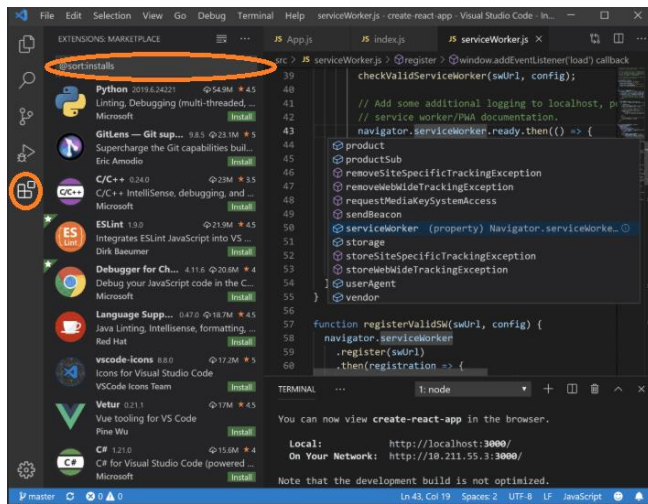 File Edit Selection View Go Debug Terminal Help serviceWorker.js - create-react-app - Visual Studio Code - In...
EXTENSIONS: MARKETPLACE
@sort:installs
Python 2019.6.24221 54.9M ★ 4.5
Linting, Debugging (multi-threaded, ...
Microsoft Install
GitLens — Git sup... 9.8.5 23.1M ★ 5
Supercharge the Git capabilities buil...
Eric Amodio Install
C/C++ 0.24.0 23M ★ 3.5
C/C++ IntelliSense, debugging, and ...
Microsoft Install
ESLint 1.9.0 21.9M ★ 4.5
Integrates ESLint JavaScript into VS ...
Dirk Baeumer Install
Debugger for Ch... 4.11.6 20.6M ★ 4
Debug your JavaScript code in the C...
Microsoft Install
Language Supp... 0.47.0 18.7M ★ 4.5
Java Linting, Intellisense, formatting, ...
Red Hat Install
vscode-icons 8.8.0 17.2M ★ 5
Icons for Visual Studio Code
VSCode Icons Team Install
Vetur 0.21.1 17M ★ 4.5
Vue tooling for VS Code
Pine Wu Install
C# 1.21.0 15.6M ★ 4
C# for Visual Studio Code (powered ...
Microsoft Install
C/C++
ES
Lint
C#
JS App.js JS index.js JS serviceWorker.js ×
src > JS serviceWorker.js > register > window.addEventListener('load') callback
39 checkValidServiceWorker(swUrl, config);
40
41 // Add some additional logging to localhost, p
42 // service worker/PWA documentation.
43 navigator.serviceWorker.ready.then(() => {
44 product
45 productSub
46 removeSiteSpecificTrackingException
47 removeWebWideTrackingException
48 requestMediaKeySystemAccess
49 sendBeacon
50 serviceWorker (property) Navigator.serviceWorke...
51 storage
52 storeSiteSpecificTrackingException
53 storeWebWideTrackingException
54 } userAgent
55 } vendor
56
57 function registerValidSW(swUrl, config) {
58 navigator.serviceWorker
59 .register(swUrl)
60 .then(registration => {
TERMINAL ... 1: node
You can now view create-react-app in the browser.
Local: http://localhost:3000/
On Your Network: http://10.211.55.3:3000/
Note that the development build is not optimized.
master 0 0 Ln 43, Col 19 Spaces: 2 UTF-8 LF JavaScript